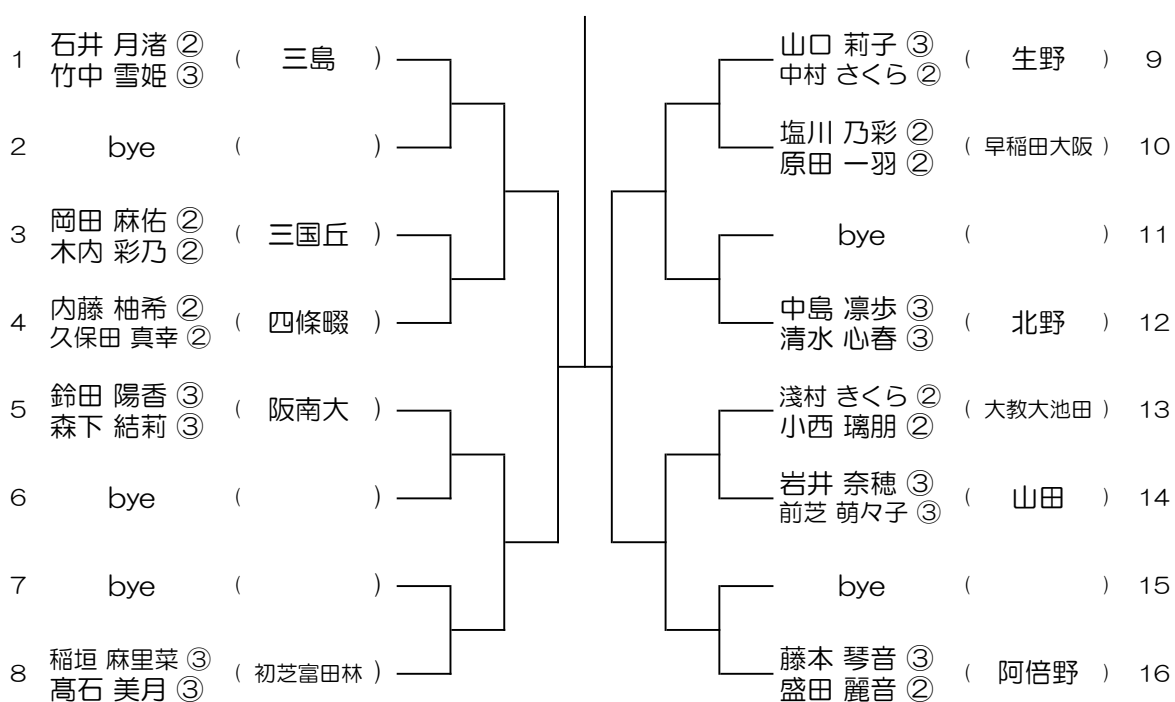 1 石井 月渚 ② ( 三島 )
竹中 雪姫 ③
2 bye ( )
3 岡田 麻佑 ② ( 三国丘 )
木内 彩乃 ②
4 内藤 柚希 ② ( 四條畷 )
久保田 真幸 ②
5 鈴田 陽香 ③ ( 阪南大 )
森下 結莉 ③
6 bye ( )
7 bye ( )
8 稲垣 麻里菜 ③ ( 初芝富田林 )
髙石 美月 ③
山口 莉子 ③ ( 生野 ) 9
中村 さくら ②
塩川 乃彩 ② ( 早稲田大阪 ) 10
原田 一羽 ②
bye ( ) 11
中島 凛歩 ③ ( 北野 ) 12
清水 心春 ③
淺村 きくら ② ( 大教大池田 ) 13
小西 璃朋 ②
岩井 奈穂 ③ ( 山田 ) 14
前芝 萌々子 ③
bye ( ) 15
藤本 琴音 ③ ( 阿倍野 ) 16
盛田 麗音 ②